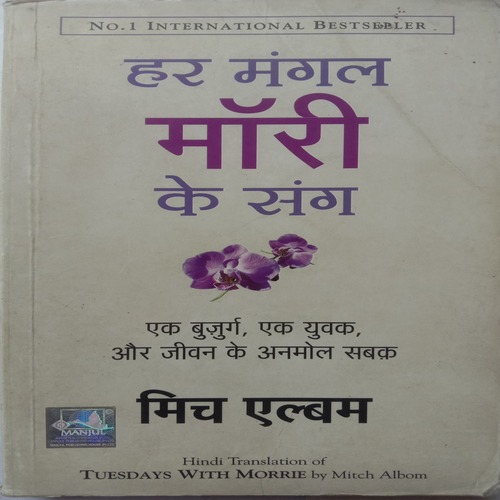 NO.1 INTERNATIONAL BESTSELLER
हर मंगल
मॉरी
के संग
एक बुज़ुर्ग, एक युवक,
और जीवन के अनमोल सबक़
मिच एल्बम
MANJUL
Hindi Translation of
TUESDAYS WITH MORRIE by Mitch Albom